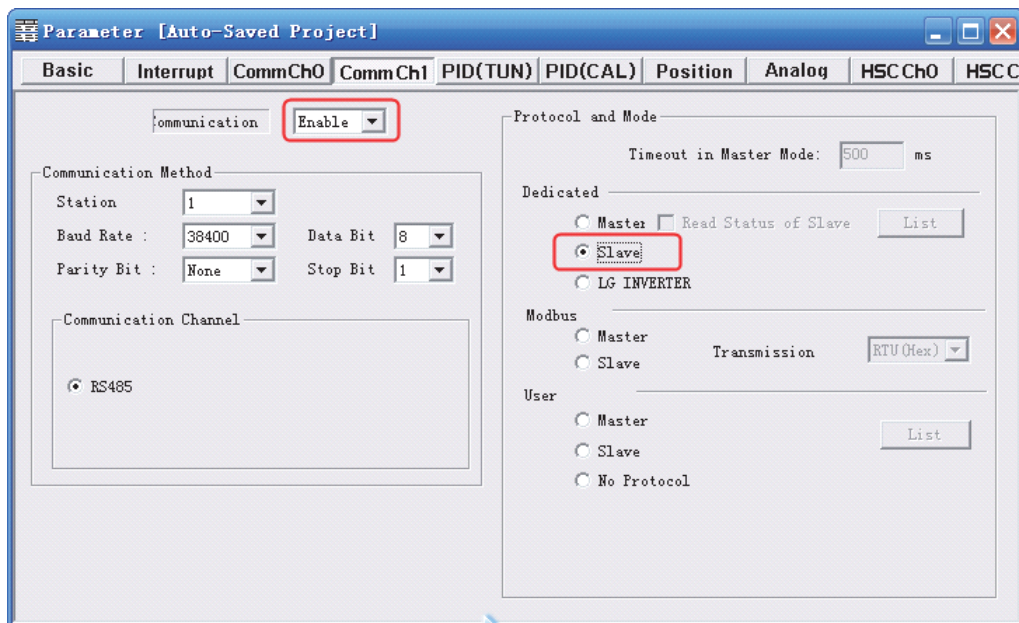 Parameter [Auto-Saved Project]
Basic Interrupt CommCh0 CommCh1 PID(TUN) PID(CAL) Position Analog HSCCh0 HSCC
ommunication Enable
Communication Method
Station 1
Baud Rate : 38400 Data Bit 8
Parity Bit : None Stop Bit 1
Communication Channel
RS485
Protocol and Mode
Timeout in Master Mode: 500 ms
Dedicated
Master Read Status of Slave List
Slave
LG INVERTER
Modbus
Master
Slave
Transmission RTU(Hex)
User
Master
Slave
List
No Protocol